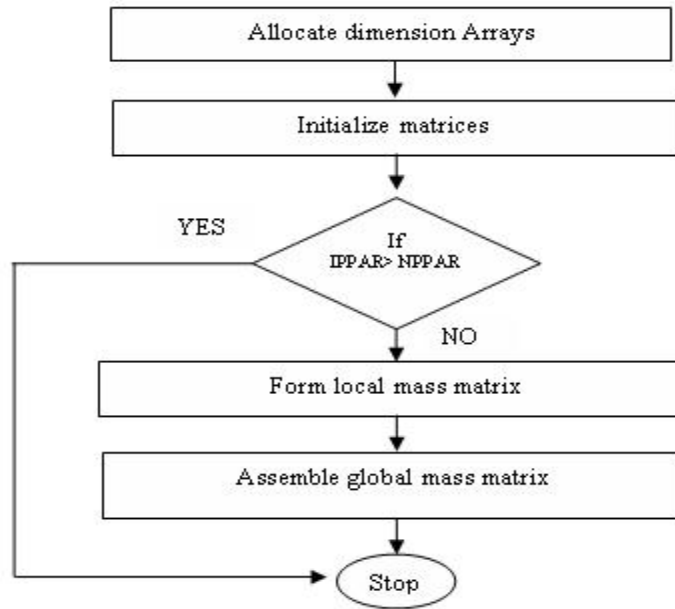 Allocate dimension Arrays
Initialize matrices
YES
If
IPPAR> NPPAR
NO
Form local mass matrix
Assemble global mass matrix
Stop